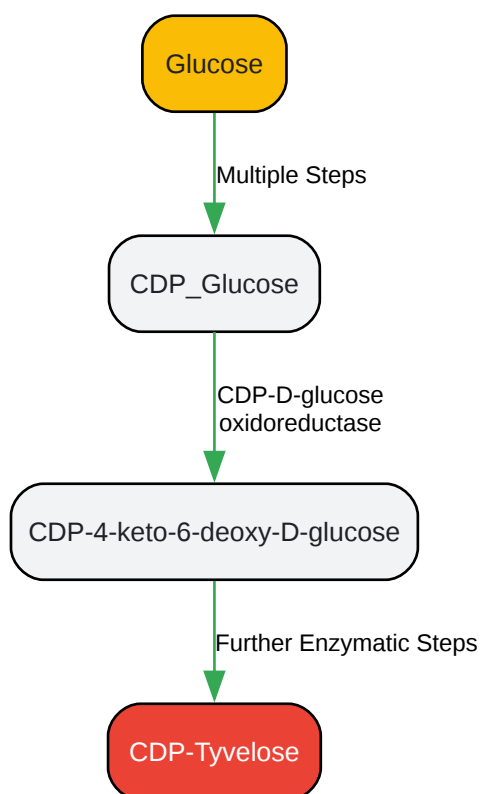 Glucose
Multiple Steps
CDP_Glucose
CDP-D-glucose
oxidoreductase
CDP-4-keto-6-deoxy-D-glucose
Further Enzymatic Steps
CDP-Tyvelose